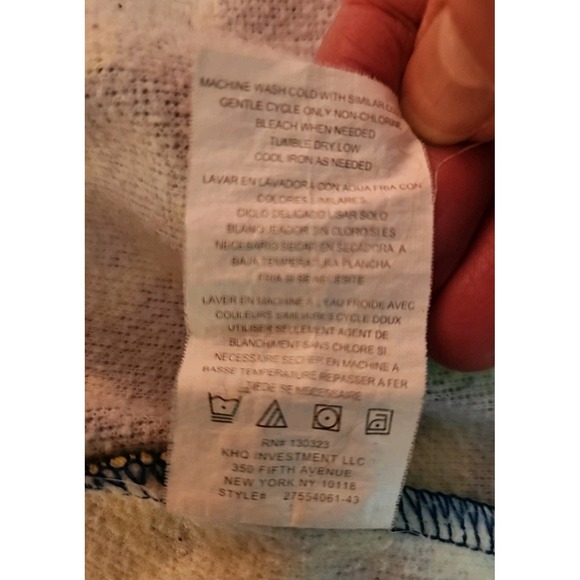 MACHINE WASH COLD WITH SIMILAR
GENTLE CYCLE ONLY NON-CHLORINE
BLEACH WHEN NEEDED
TUMBLE DRY LOW
COOL IRON AS NEEDED
LAVAR EN LAVADORA CON AGUA FRIA CON
COLORES SIMILARES
CICLO DELICADO USAR SOLO
BLANQUEADOR SIN CLORO SI ES
NECESARIO SECAR EN SECADORA A
BAJA TEMPERATURA PLANCHA
LAVER EN MACHINE À L'EAU FROIDE AVEC
COULEURS SIMILAIRES CYCLE DOUX
UTILISER SEULEMENT AGENT DE
BLANCHIMENT SANS CHLORE SI
NECESSAIRE SECHER EN MACHINE A
BASSE TEMPERATURE REPASSER A FER
TIEDE SE NECESSAIRE
RN# 130323
KHQ INVESTMENT LLC
350 FIFTH AVENUE
NEW YORK NY 10118
STYLE# 27554061-43